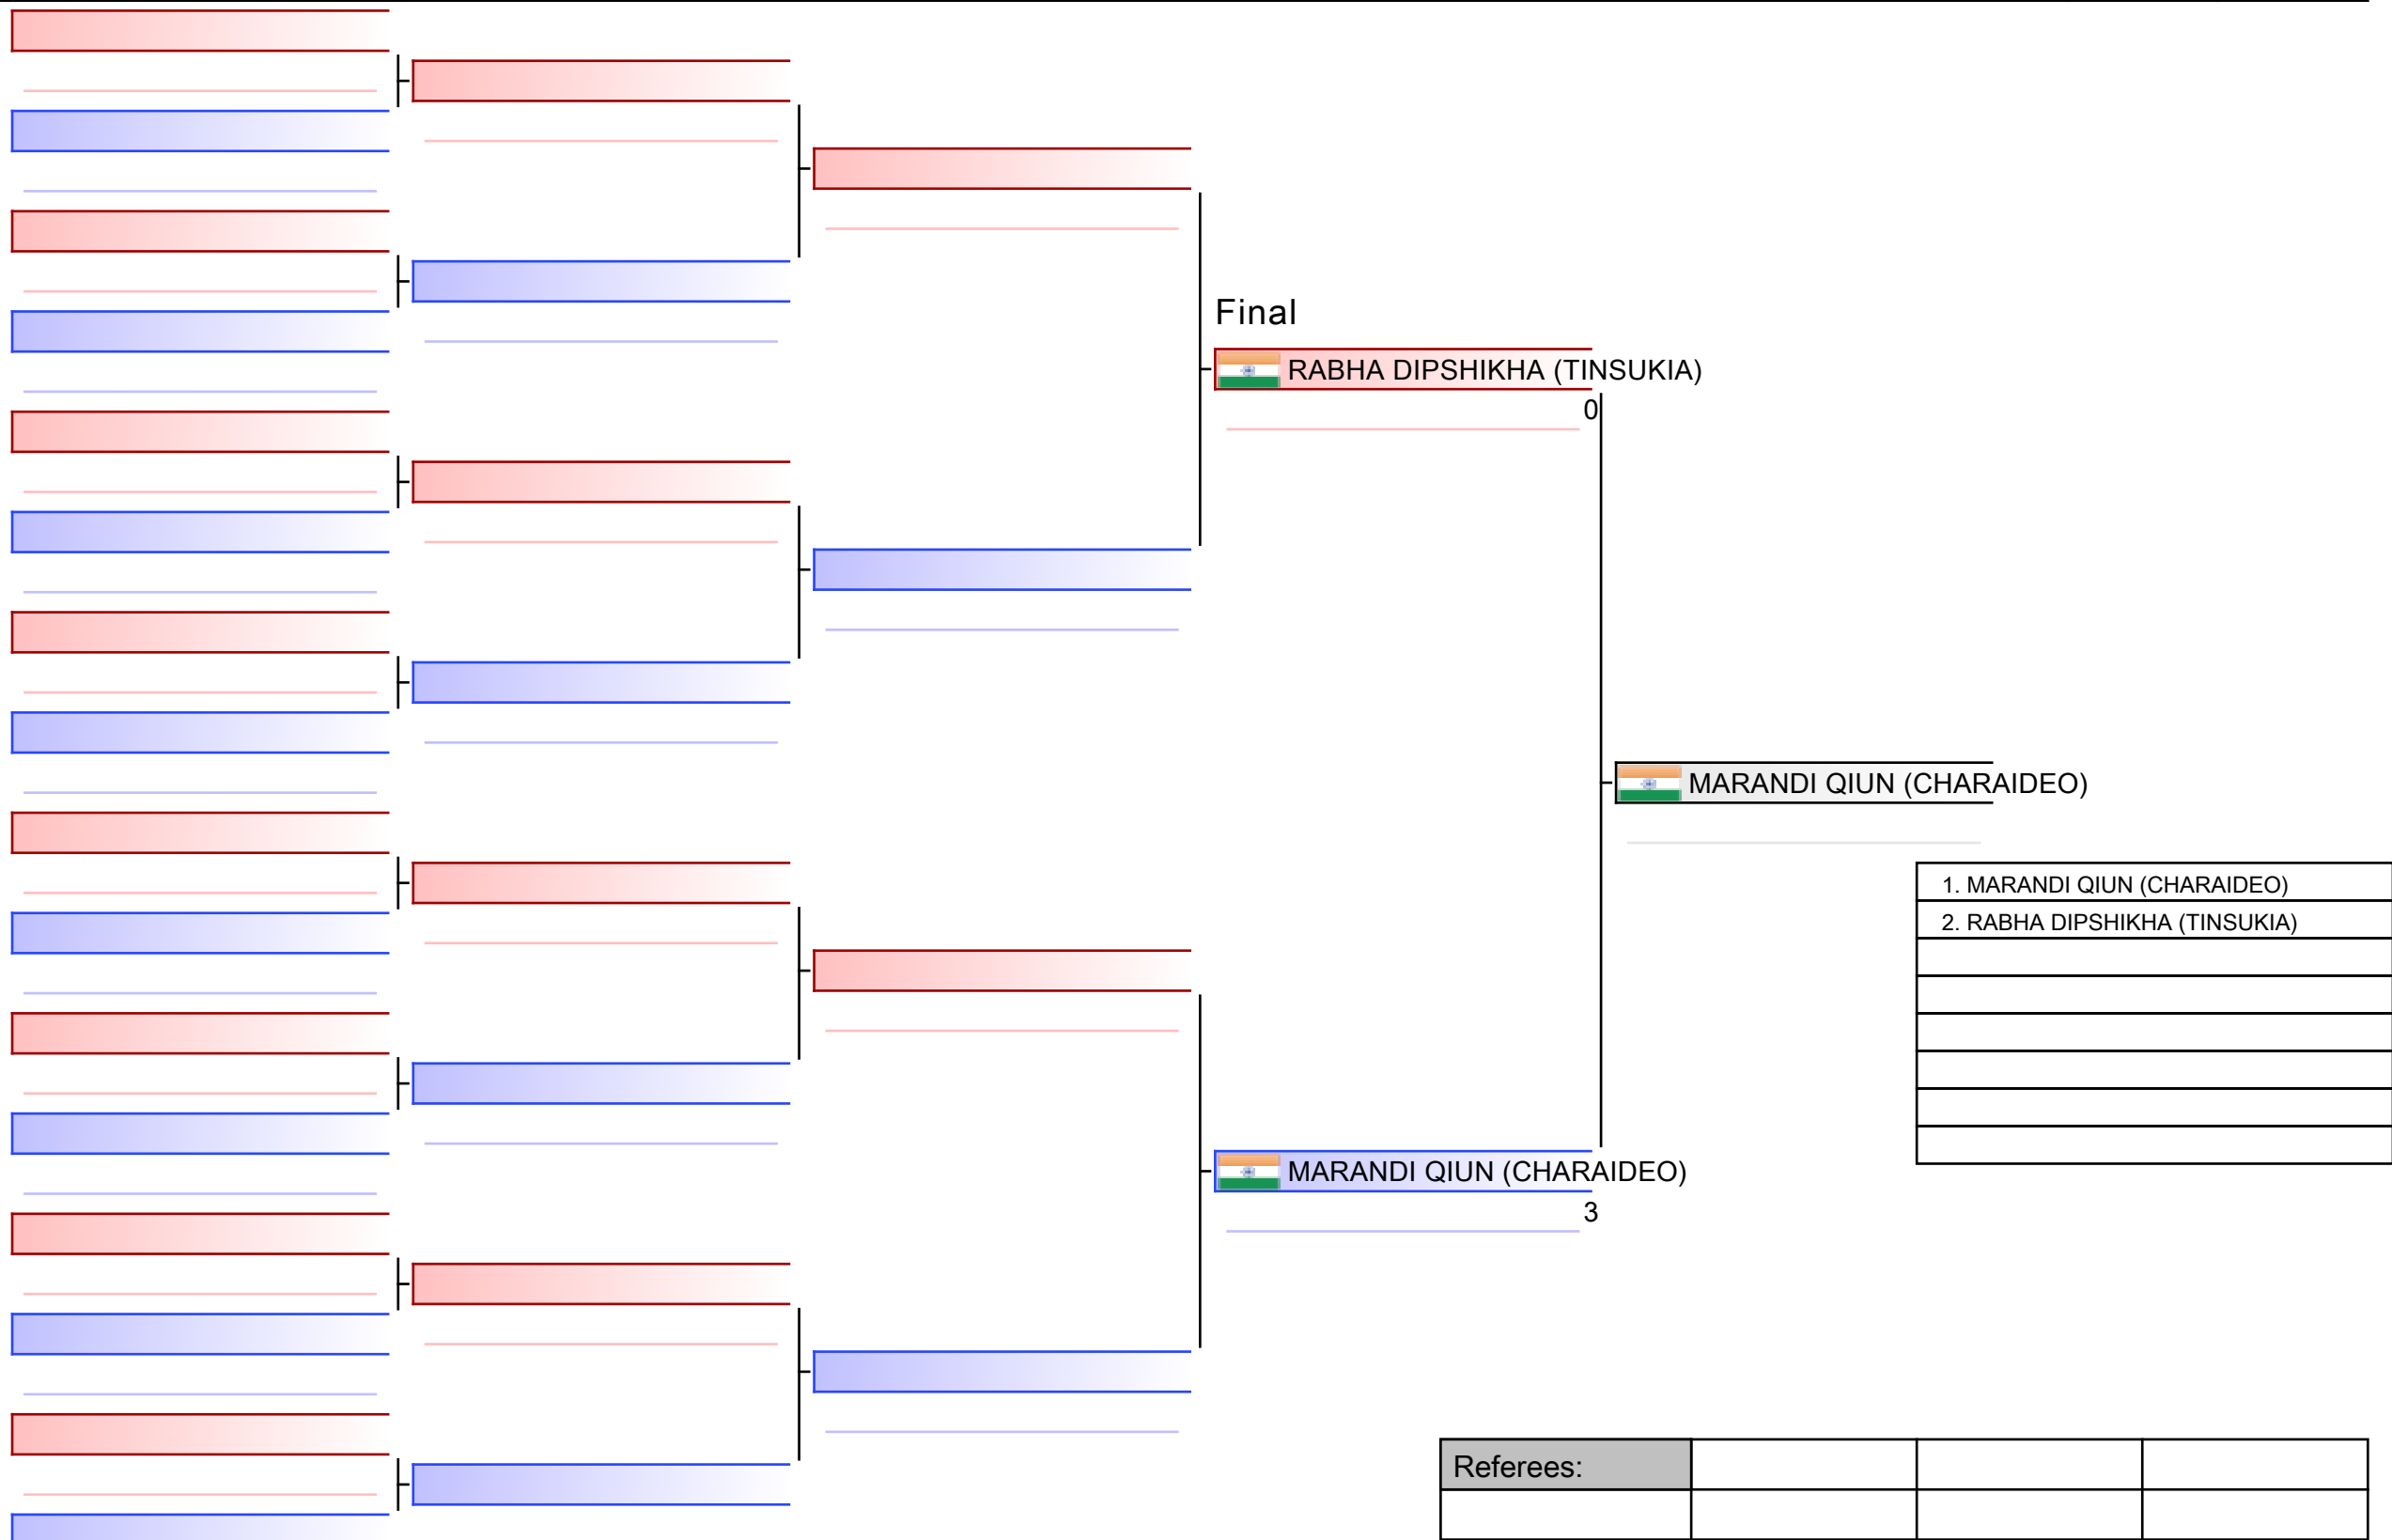 Final
RABHA DIPSHIKHA (TINSUKIA)
0
MARANDI QIUN (CHARAIDEO)
1. MARANDI QIUN (CHARAIDEO)
2. RABHA DIPSHIKHA (TINSUKIA)
MARANDI QIUN (CHARAIDEO)
3
Referees: